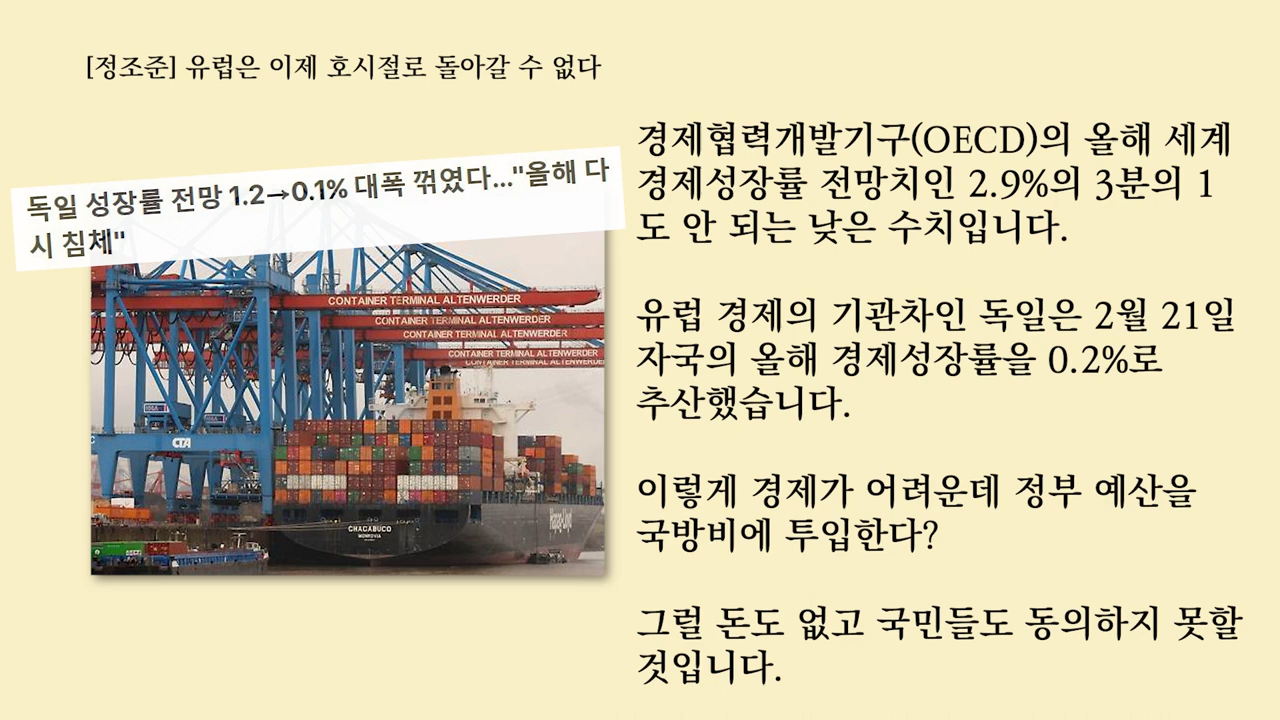 [정조준] 유럽은 이제 호시절로 돌아갈 수 없다
독일 성장률 전망 1.2→0.1% 대폭 꺾였다..."올해 다
시 침체"
CONTAINER TERMINAL ALTENWERDER
CONTAINER TERMINAL ALTENWERDER
CONTAINER TERMINAL ALTENWERDER
CONTAINER TERMINAL ALTENWERDER
CONTAINER TERMINAL ALTENWERDER
CTA
CHACABUCO
MONROVIA
Hapag-Lloyd
경제협력개발기구(OECD)의 올해 세계
경제성장률 전망치인 2.9%의 3분의 1
도 안 되는 낮은 수치입니다.
유럽 경제의 기관차인 독일은 2월 21일
자국의 올해 경제성장률을 0.2%로
추산했습니다.
이렇게 경제가 어려운데 정부 예산을
국방비에 투입한다?
그럴 돈도 없고 국민들도 동의하지 못할
것입니다.